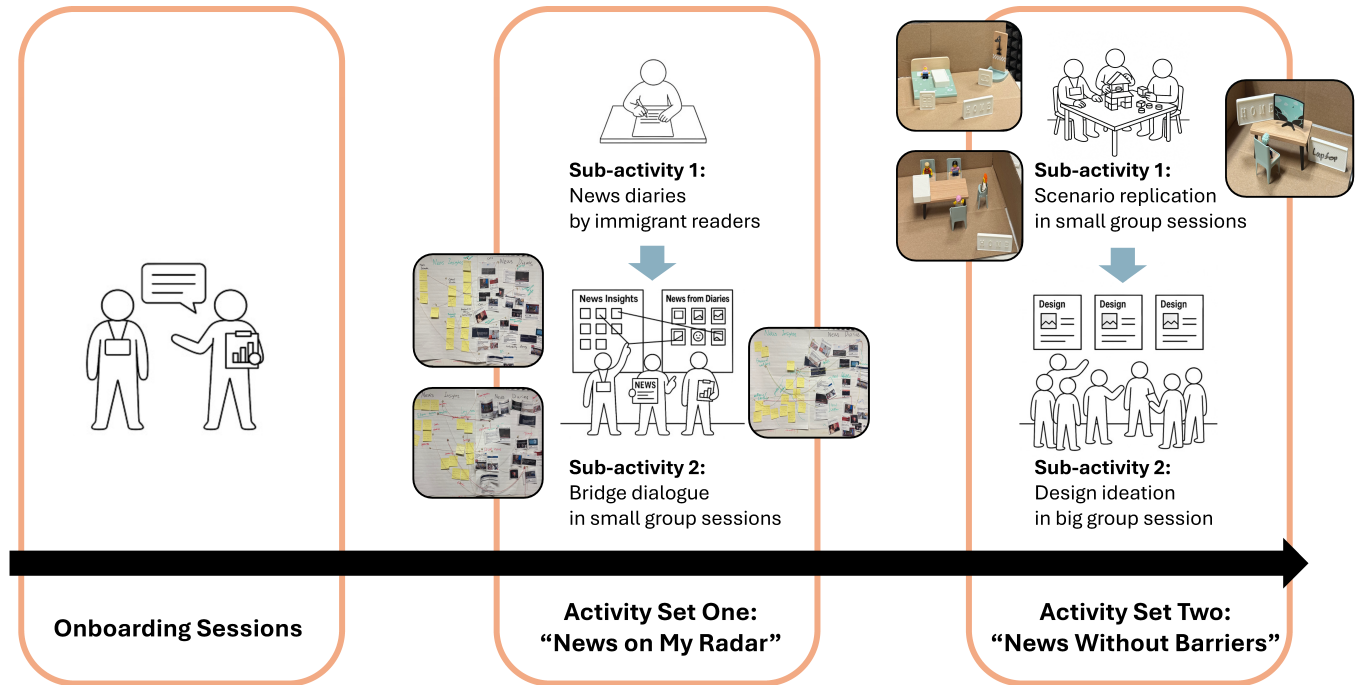 Sub-activity 1:
News diaries
by immigrant readers
News Insights
News from Diaries
NEWS
Sub-activity 2:
Bridge dialogue
in small group sessions
HOME
Laptop
Sub-activity 1:
Scenario replication
in small group sessions
Design
Design
Design
Sub-activity 2:
Design ideation
in big group session
Onboarding Sessions
Activity Set One:
“News on My Radar”
Activity Set Two:
“News Without Barriers”